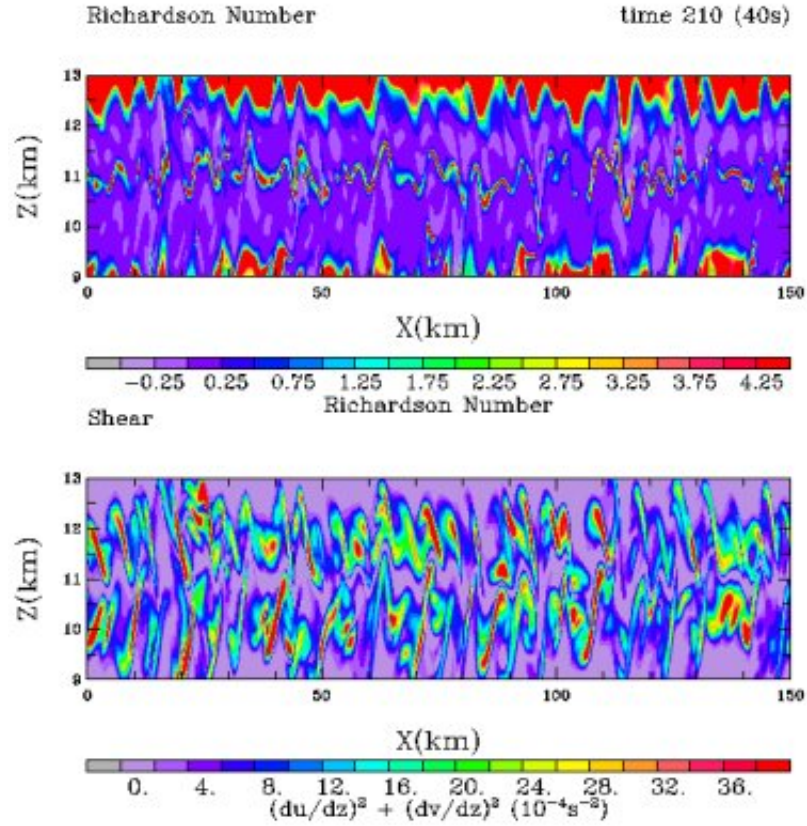 Richardson Number time 210 (40s)
13
12
11
10
9
Z(km)
0 50 100 150
X(km)
−0.25 0.25 0.75 1.25 1.75 2.25 2.75 3.25 3.75 4.25
Richardson Number
Shear
13
12
11
10
9
Z(km)
0 50 100 150
X(km)
0. 4. 8. 12. 16. 20. 24. 28. 32. 36.
(du/dz)² + (dv/dz)² (10⁻⁴s⁻²)